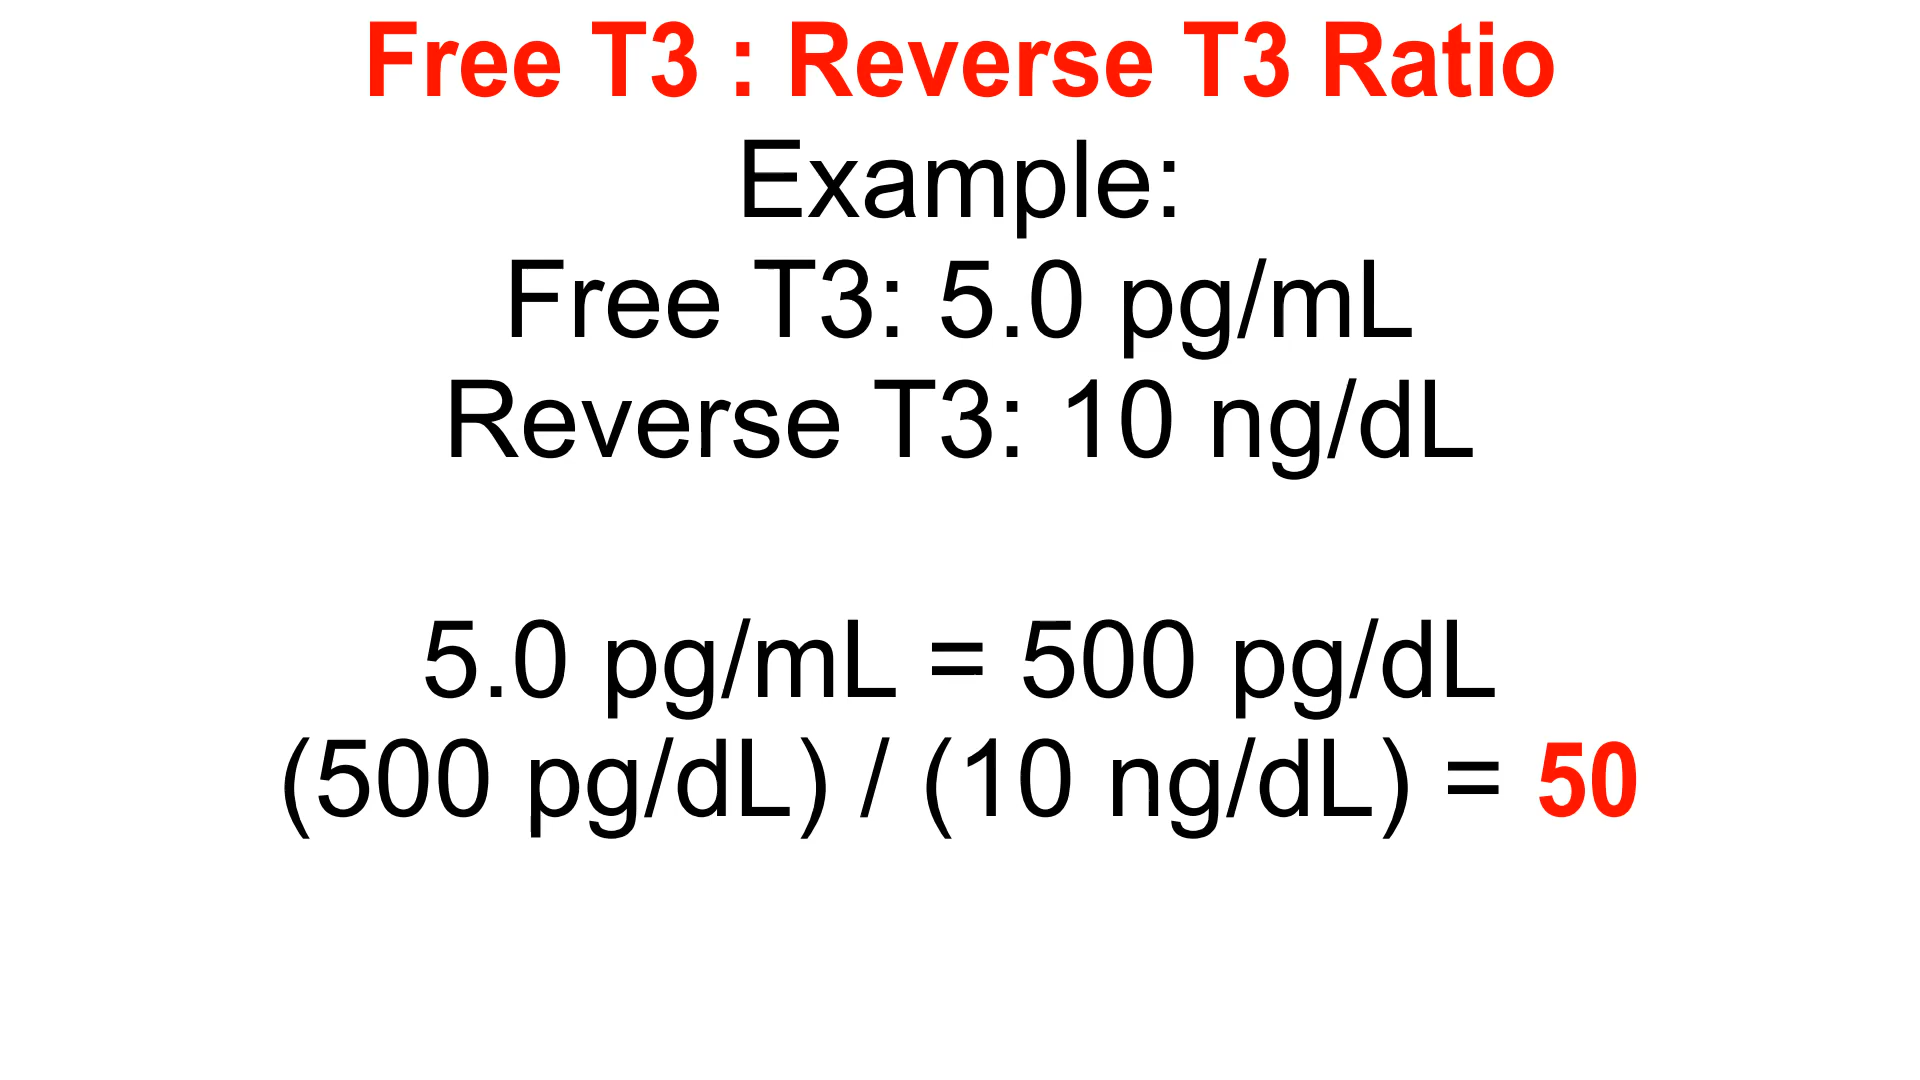 Free T3 : Reverse T3 Ratio
Example:
Free T3: 5.0 pg/mL
Reverse T3: 10 ng/dL
5.0 pg/mL = 500 pg/dL
(500 pg/dL) / (10 ng/dL) = 50